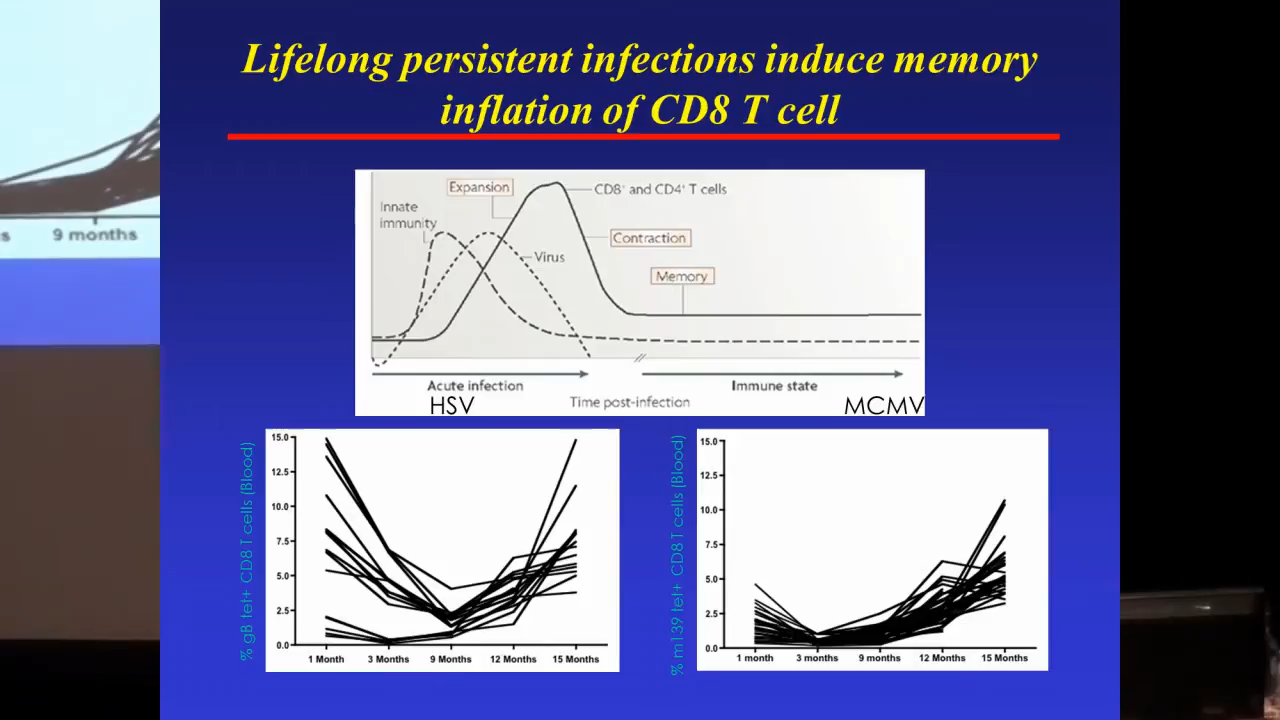 Lifelong persistent infections induce memory
inflation of CD8 T cell
Expansion
CD8⁺ and CD4⁺ T cells
Innate
immunity
Contraction
Virus
Memory
Acute infection
Immune state
Time post-infection
HSV
MCMV
% gB tet+ CD8 T cells (Blood)
15.0
12.5
10.0
7.5
5.0
2.5
0.0
1 Month
3 Months
9 Months
12 Months
15 Months
% m139 tet+ CD8 T cells (Blood)
15.0
12.5
10.0
7.5
5.0
2.5
0.0
1 month
3 months
9 months
12 Months
15 Months
9 months